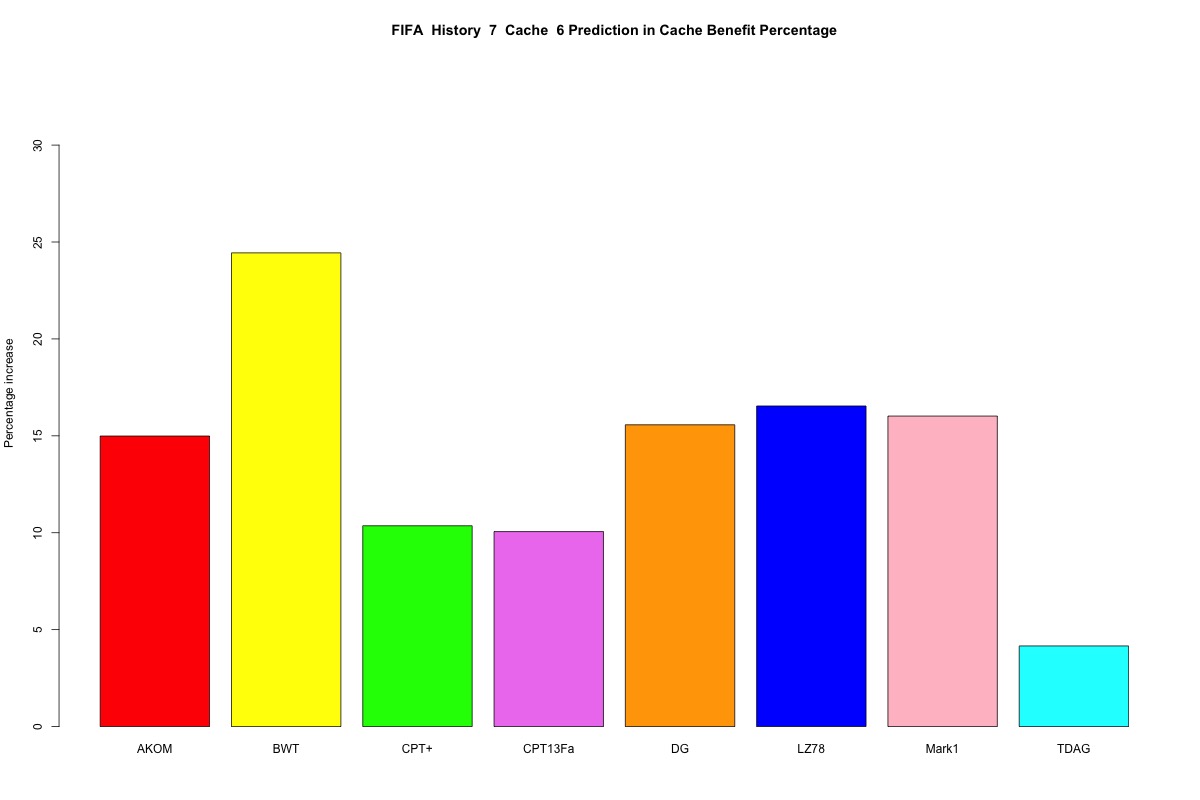 FIFA  History  7  Cache  6 Prediction in Cache Benefit Percentage
30
25
20
15
10
5
0
Percentage increase
AKOM BWT CPT+ CPT13Fa DG LZ78 Mark1 TDAG